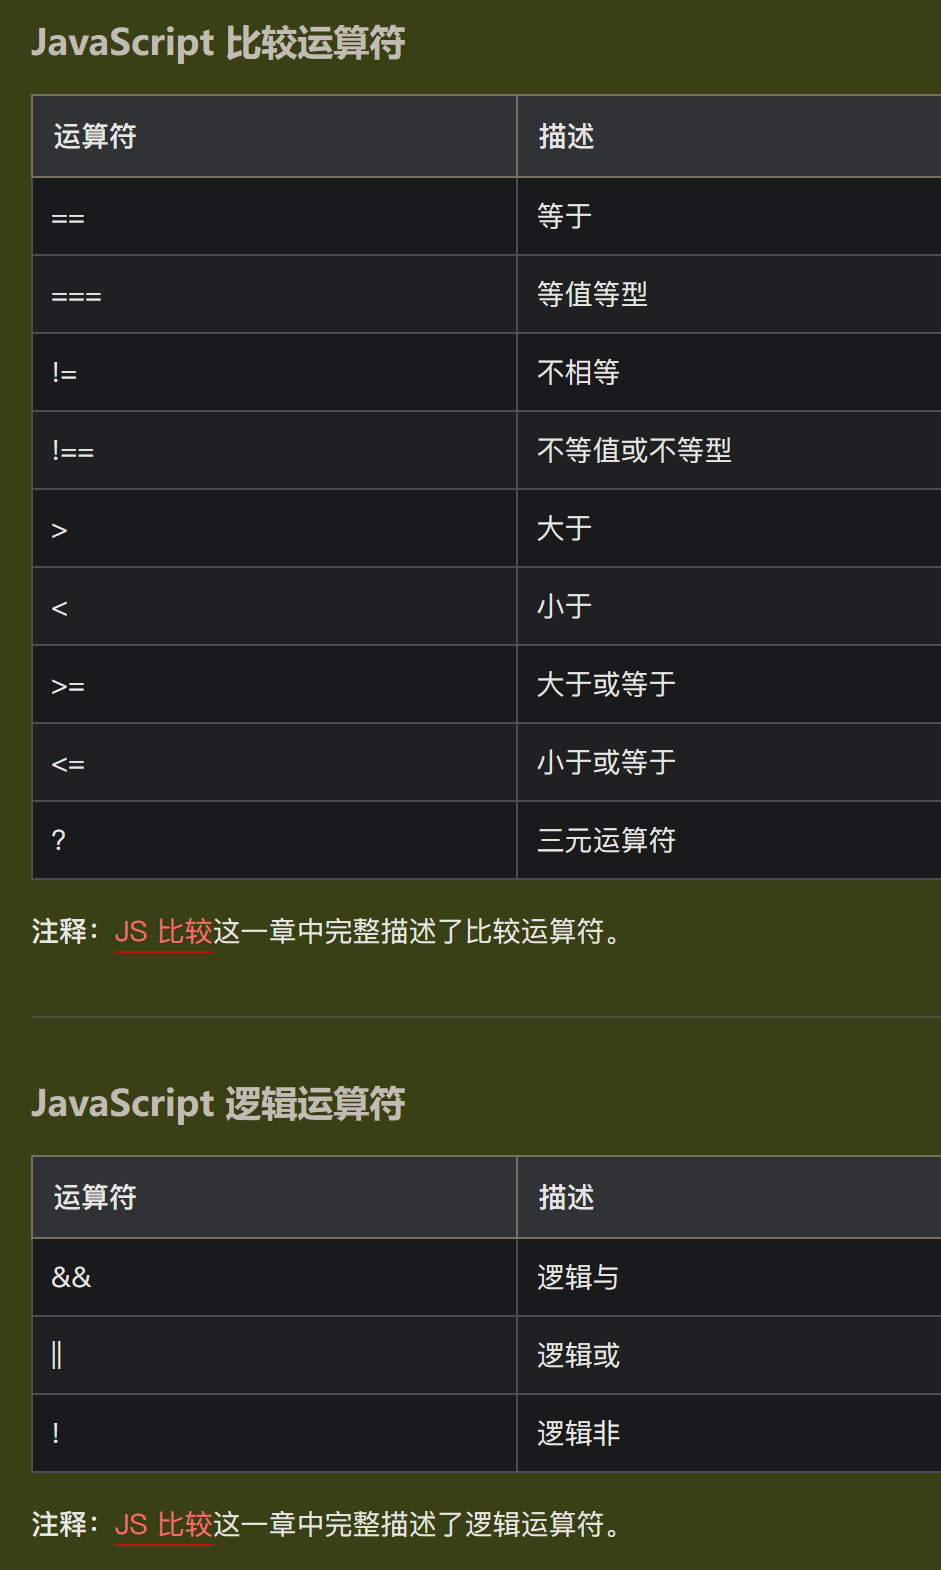 JavaScript 比较运算符
运算符 描述
== 等于
=== 等值等型
!= 不相等
!== 不等值或不等型
> 大于
< 小于
>= 大于或等于
<= 小于或等于
? 三元运算符
注释：JS 比较这一章中完整描述了比较运算符。
JavaScript 逻辑运算符
运算符 描述
&& 逻辑与
|| 逻辑或
! 逻辑非
注释：JS 比较这一章中完整描述了逻辑运算符。